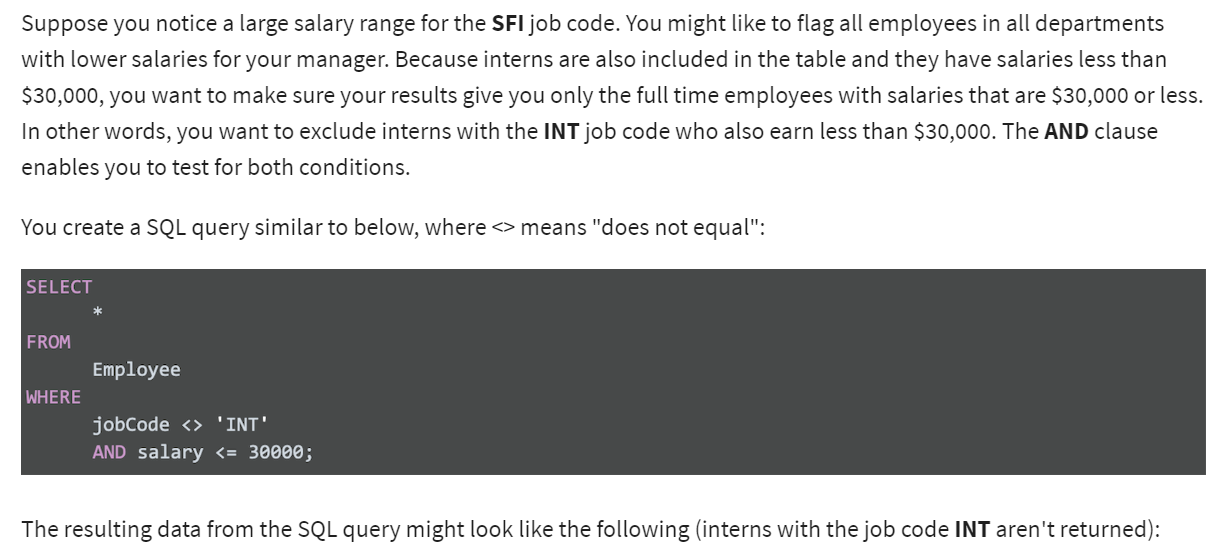 Suppose you notice a large salary range for the SFI job code. You might like to flag all employees in all departments
with lower salaries for your manager. Because interns are also included in the table and they have salaries less than
$30,000, you want to make sure your results give you only the full time employees with salaries that are $30,000 or less.
In other words, you want to exclude interns with the INT job code who also earn less than $30,000. The AND clause
enables you to test for both conditions.
You create a SQL query similar to below, where <> means "does not equal":
SELECT
*
FROM
Employee
WHERE
jobCode <> 'INT'
AND salary <= 30000;
The resulting data from the SQL query might look like the following (interns with the job code INT aren't returned):